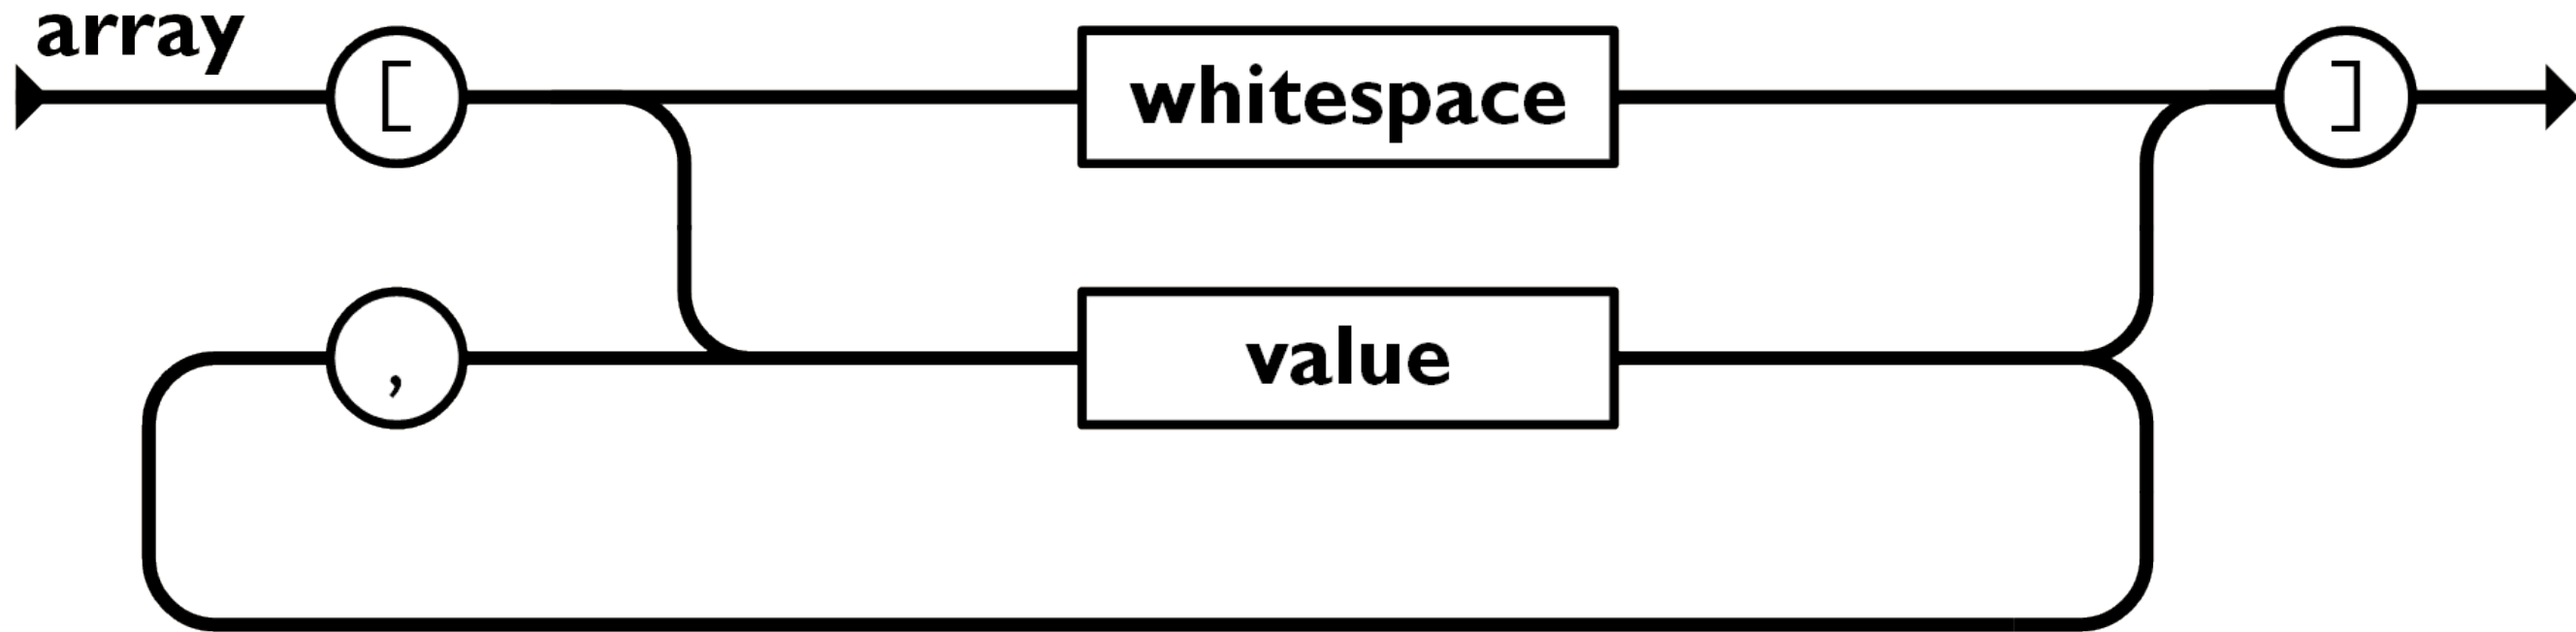 array
[ whitespace ]
, value